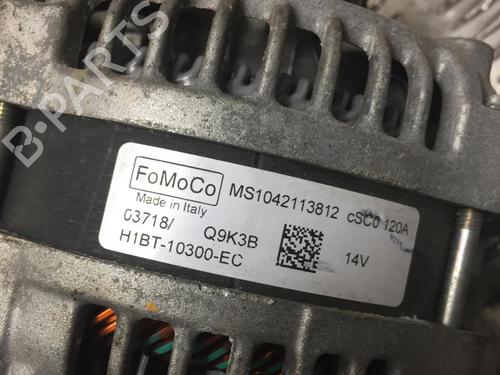 B-PARTS
FoMoCo
MS1042113812 cSC0 120A
Made in Italy
03718/ Q9K3B
H1BT-10300-EC 14V